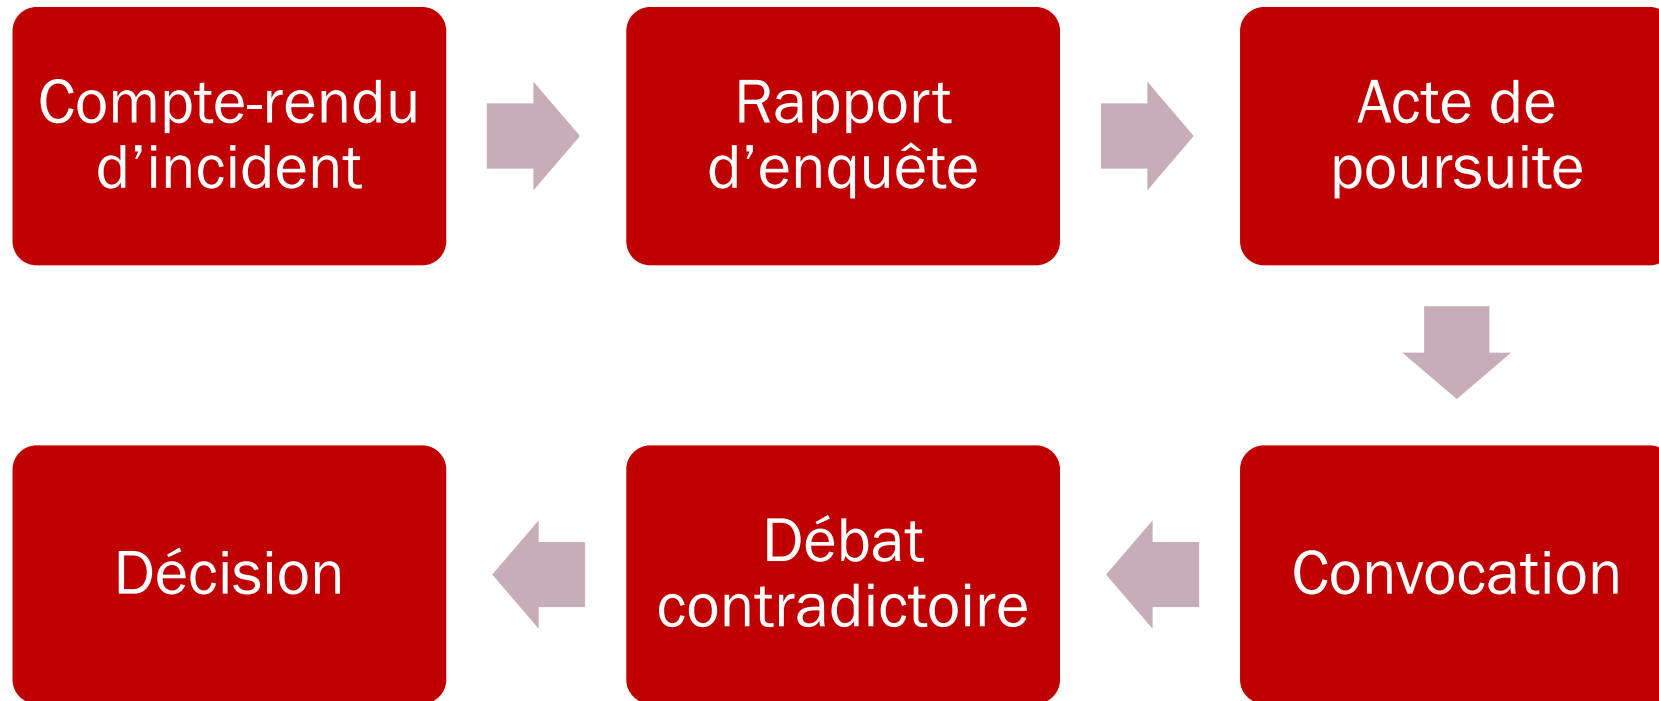 Compte-rendu
d’incident
Rapport
d’enquête
Acte de
poursuite
Décision
Débat
contradictoire
Convocation